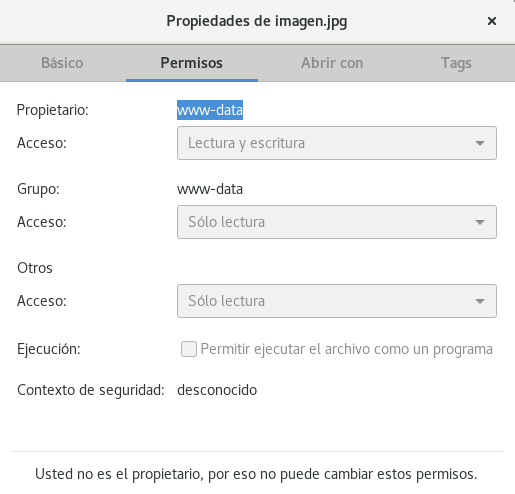 Propiedades de imagen.jpg ×
Básico Permisos Abrir con Tags
Propietario: www-data
Acceso: Lectura y escritura
Grupo: www-data
Acceso: Sólo lectura
Otros
Acceso: Sólo lectura
Ejecución: Permitir ejecutar el archivo como un programa
Contexto de seguridad: desconocido
Usted no es el propietario, por eso no puede cambiar estos permisos.